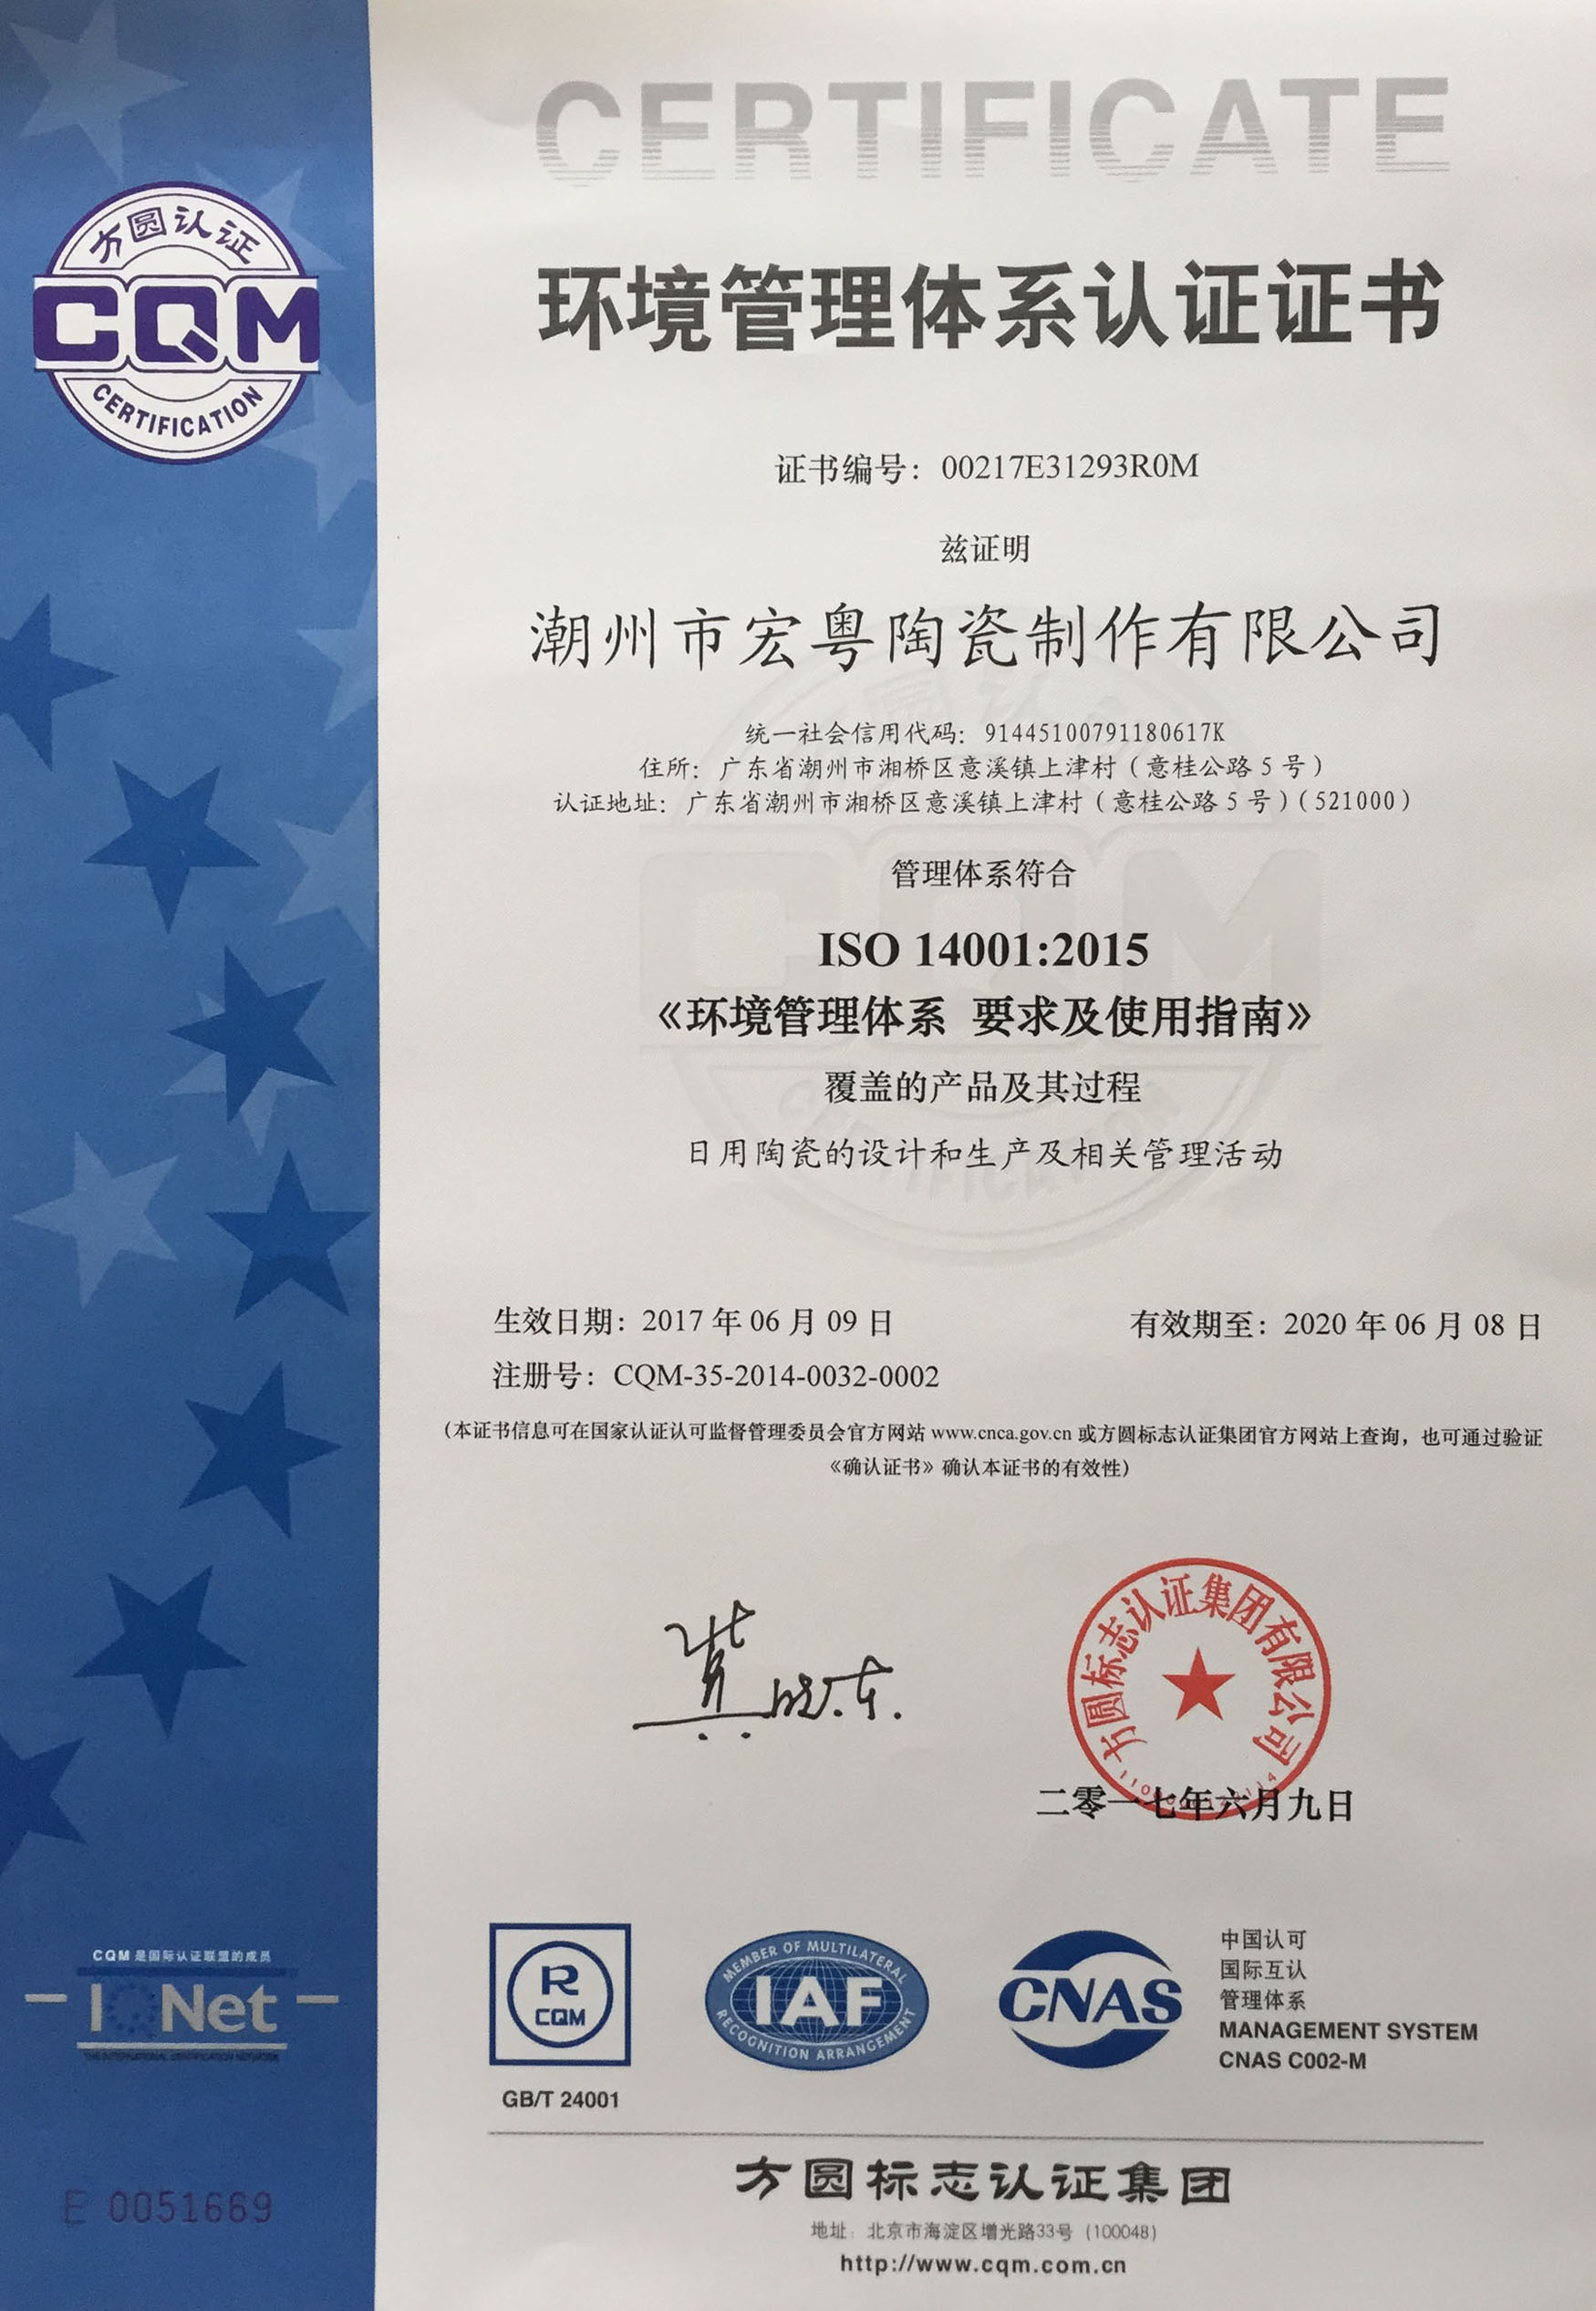 CERTIFICATE
方圆认证
CQM
CERTIFICATION
环境管理体系认证证书
证书编号：00217E31293R0M
兹证明
潮州市宏粤陶瓷制作有限公司
统一社会信用代码：91445100791180617K
住所：广东省潮州市湘桥区意溪镇上津村（意桂公路5号）
认证地址：广东省潮州市湘桥区意溪镇上津村（意桂公路5号）(521000)
管理体系符合
ISO 14001:2015
《环境管理体系 要求及使用指南》
覆盖的产品及其过程
日用陶瓷的设计和生产及相关管理活动
生效日期：2017年06月09日
有效期至：2020年06月08日
注册号：CQM-35-2014-0032-0002
(本证书信息可在国家认证认可监督管理委员会官方网站 www.cnca.gov.cn 或方圆标志认证集团官方网站上查询，也可通过验证
《确认证书》确认本证书的有效性)
方圆标志认证集团有限公司
二零一七年六月九日
CQM 是国际认证联盟的成员
IQNet
THE INTERNATIONAL CERTIFICATION NETWORK
R
CQM
GB/T 24001
MEMBER OF MULTILATERAL
IAF
RECOGNITION ARRANGEMENT
CNAS
中国认可
国际互认
管理体系
MANAGEMENT SYSTEM
CNAS C002-M
E 0051669
方圆标志认证集团
地址：北京市海淀区增光路33号 (100048)
http://www.cqm.com.cn